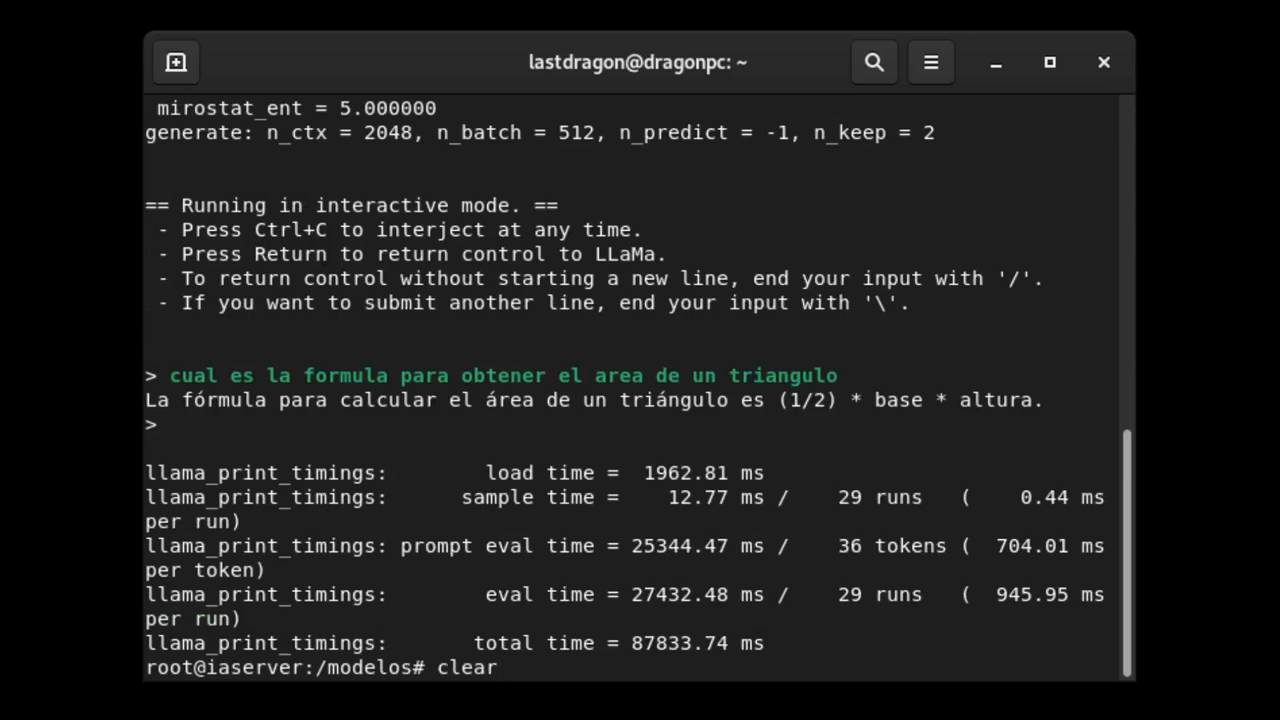 lastdragon@dragonpc: ~
mirostat_ent = 5.000000
generate: n_ctx = 2048, n_batch = 512, n_predict = -1, n_keep = 2
== Running in interactive mode. ==
- Press Ctrl+C to interject at any time.
- Press Return to return control to LLaMa.
- To return control without starting a new line, end your input with '/'.
- If you want to submit another line, end your input with '\'.
> cual es la formula para obtener el area de un triangulo
La fórmula para calcular el área de un triángulo es (1/2) * base * altura.
>
llama_print_timings:        load time =  1962.81 ms
llama_print_timings:      sample time =    12.77 ms /    29 runs   (    0.44 ms
per run)
llama_print_timings: prompt eval time = 25344.47 ms /    36 tokens (  704.01 ms
per token)
llama_print_timings:        eval time = 27432.48 ms /    29 runs   (  945.95 ms
per run)
llama_print_timings:       total time = 87833.74 ms
root@iaserver:/modelos# clear